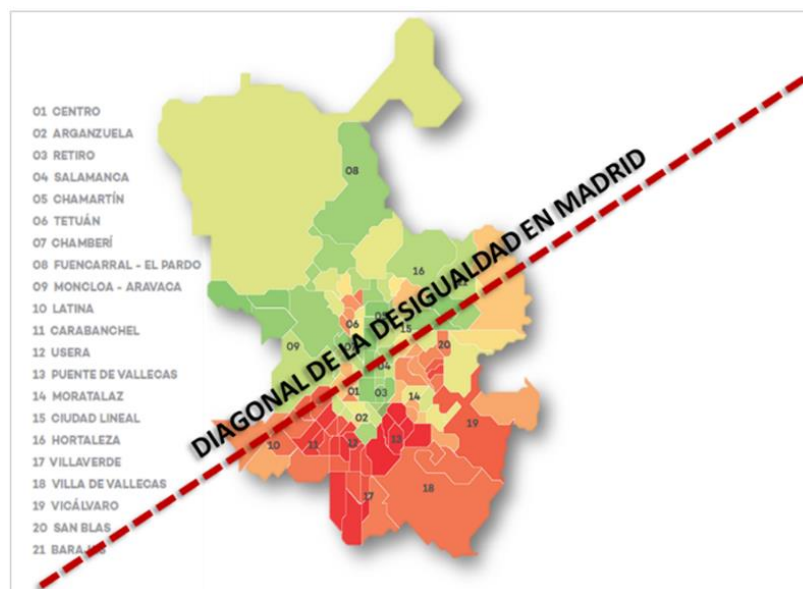 01 CENTRO
02 ARGANZUELA
03 RETIRO
04 SALAMANCA
05 CHAMARTÍN
06 TETUÁN
07 CHAMBERÍ
08 FUENCARRAL - EL PARDO
09 MONCLOA - ARAVACA
10 LATINA
11 CARABANCHEL
12 USERA
13 PUENTE DE VALLECAS
14 MORATALAZ
15 CIUDAD LINEAL
16 HORTALEZA
17 VILLAVERDE
18 VILLA DE VALLECAS
19 VICÁLVARO
20 SAN BLAS
21 BARAJAS
DIAGONAL DE LA DESIGUALDAD EN MADRID
08
16
06
15
09
20
04
01
03
14
02
19
10
11
12
13
17
18